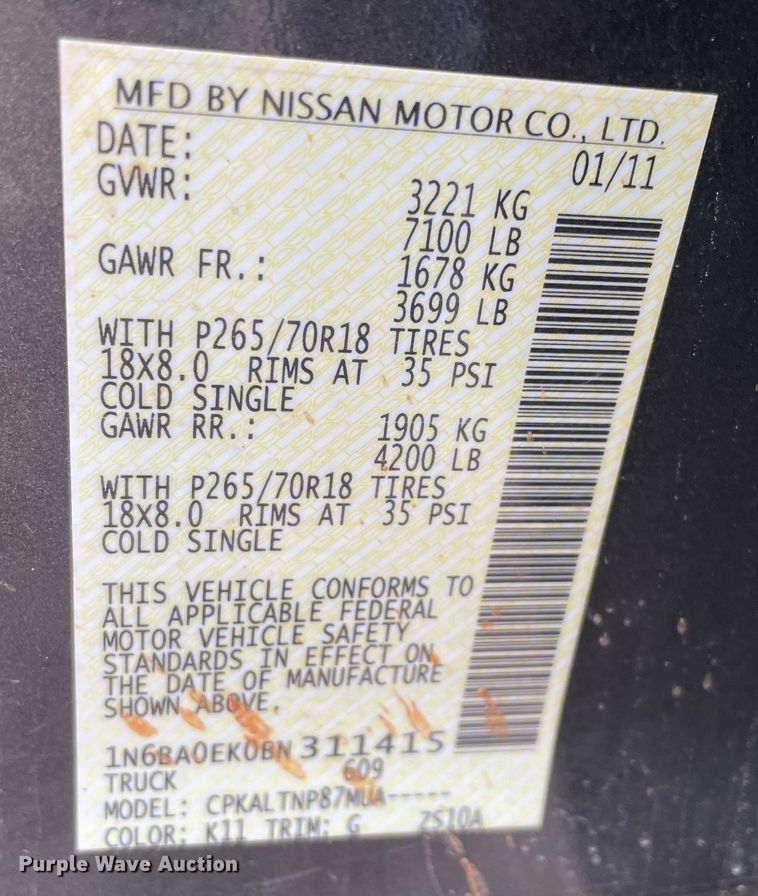 MFD BY NISSAN MOTOR CO., LTD.
DATE: 01/11
GVWR: 3221 KG
7100 LB
GAWR FR.: 1678 KG
3699 LB
WITH P265/70R18 TIRES
18X8.0 RIMS AT 35 PSI
COLD SINGLE
GAWR RR.: 1905 KG
4200 LB
WITH P265/70R18 TIRES
18X8.0 RIMS AT 35 PSI
COLD SINGLE
THIS VEHICLE CONFORMS TO
ALL APPLICABLE FEDERAL
MOTOR VEHICLE SAFETY
STANDARDS IN EFFECT ON
THE DATE OF MANUFACTURE
SHOWN ABOVE.
1N6BA0EK0BN311415
TRUCK 609
MODEL: CPKALTNP87MUA-----
COLOR: K11 TRIM: G ZS10A
Purple Wave Auction